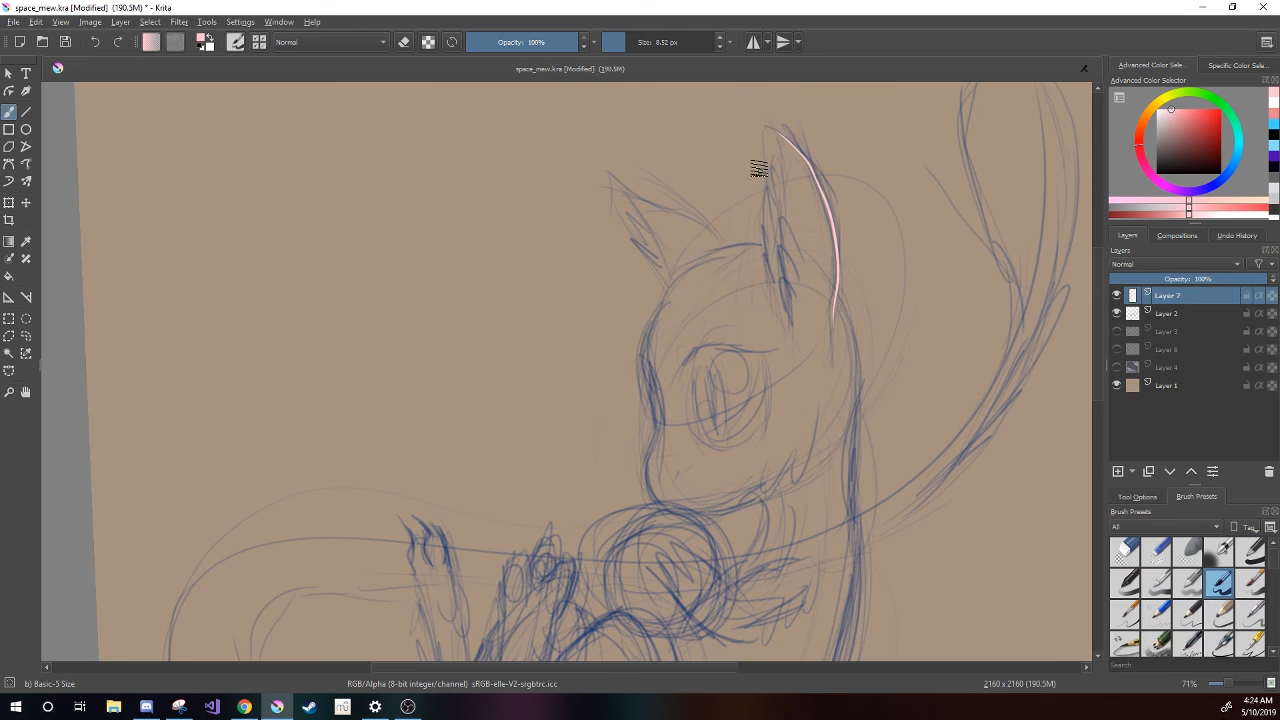 space_mew.kra [Modified]  (190.5M) * - Krita
File Edit View Image Layer Select Filter Tools Settings Window Help
Normal Opacity: 100% Size: 8.52 px
space_mew.kra [Modified] (190.5M)
Advanced Color Sele... Specific Color Sele...
Advanced Color Selector
Layers Compositions Undo History
Layers
Normal
Opacity: 100%
Layer 7
Layer 2
Layer 3
Layer 6
Layer 4
Layer 1
Tool Options Brush Presets
Brush Presets
All Tag
Search
b) Basic-5 Size RGB/Alpha (8-bit integer/channel)  sRGB-elle-V2-srgbtrc.icc 2160 x 2160 (190.5M) 71%
4:24 AM
5/10/2019